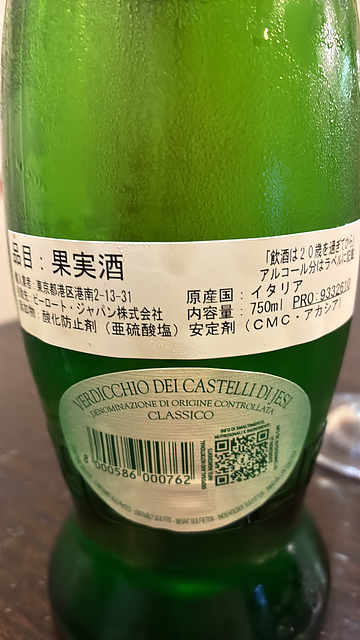 品目：果実酒
「飲酒は20歳を過ぎてから」
アルコール分はラベルに記載
輸入業者：東京都港区港南2-13-31
ピーロート・ジャパン株式会社
酸化防止剤（亜硫酸塩）安定剤（CMC・アカシア）
原産国：イタリア
内容量：750ml PRO:9332610
VERDICCHIO DEI CASTELLI DI JESI
DENOMINAZIONE DI ORIGINE CONTROLLATA
CLASSICO
8 000586 000762